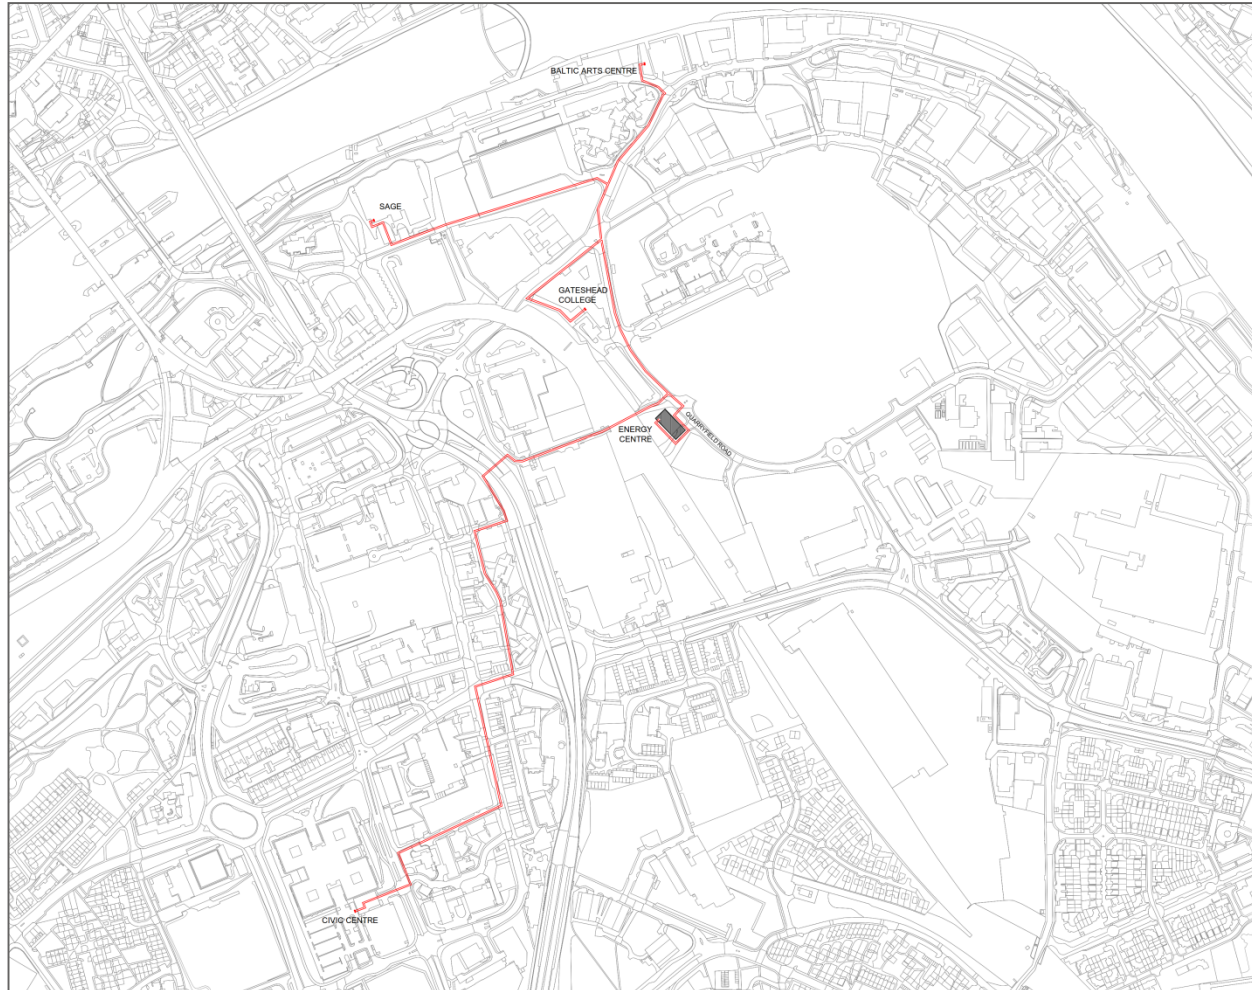 BALTIC ARTS CENTRE
SAGE
GATESHEAD
COLLEGE
ENERGY
CENTRE
QUARRYFIELD ROAD
CIVIC CENTRE